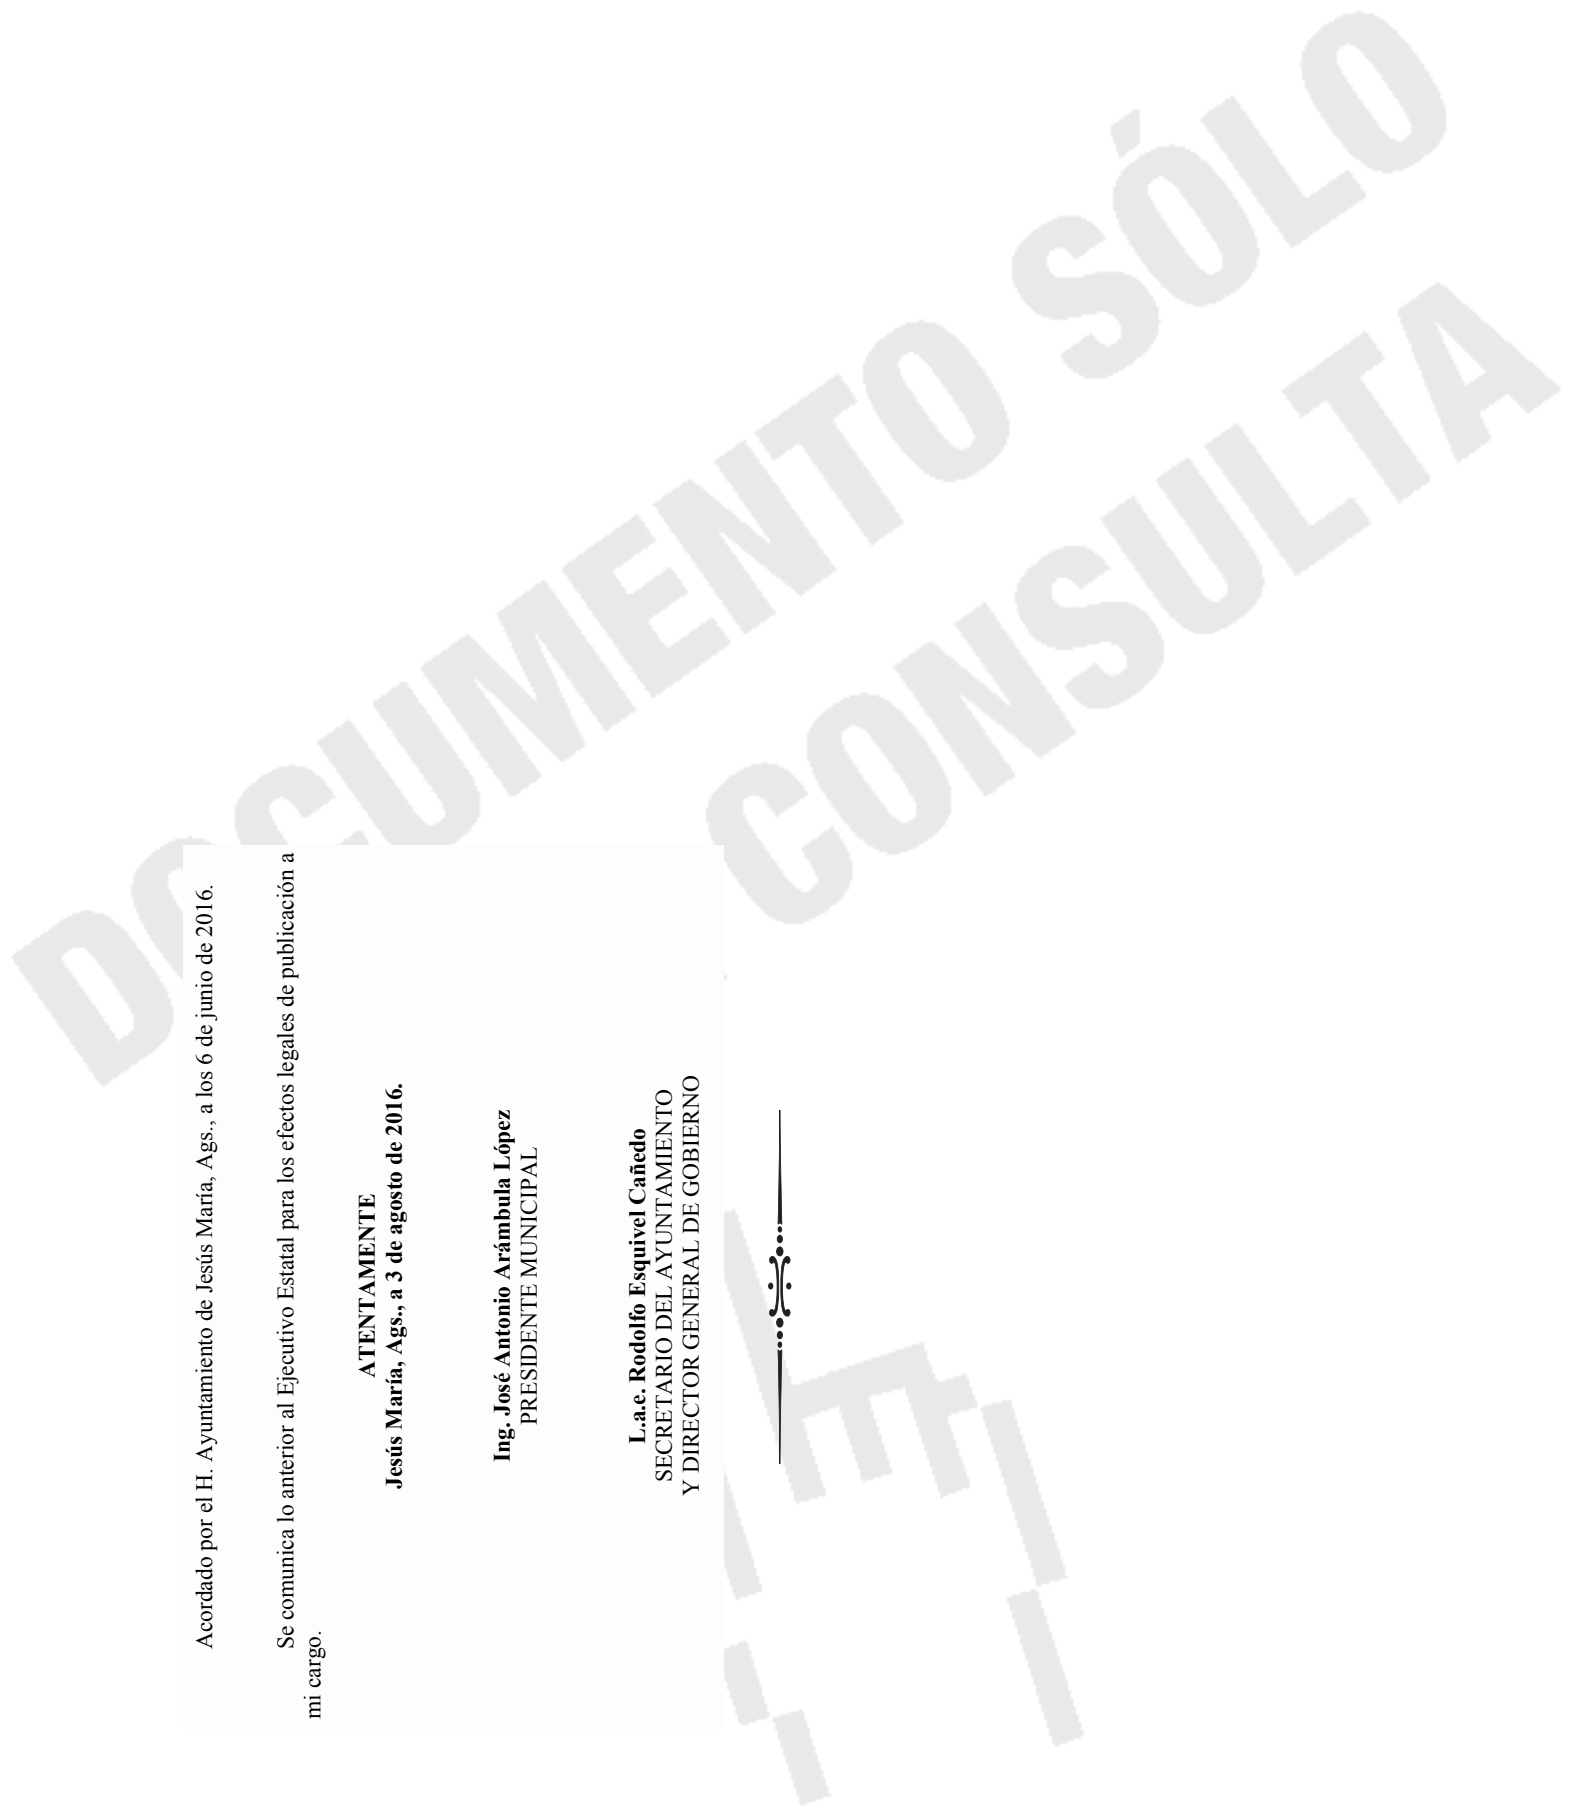 Acordado por el H. Ayuntamiento de Jesús María, Ags., a los 6 de junio de 2016.
Se comunica lo anterior al Ejecutivo Estatal para los efectos legales de publicación a
mi cargo.
ATENTAMENTE
Jesús María, Ags., a 3 de agosto de 2016.
Ing. José Antonio Arámbula López
PRESIDENTE MUNICIPAL
L.a.e. Rodolfo Esquivel Cañedo
SECRETARIO DEL AYUNTAMIENTO
Y DIRECTOR GENERAL DE GOBIERNO
DOCUMENTO SÓLO
CONSULTA